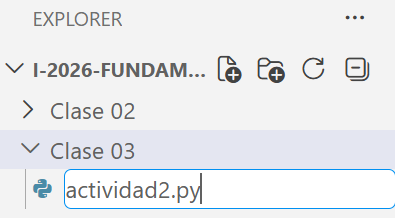 EXPLORER
I-2026-FUNDAM...
Clase 02
Clase 03
actividad2.py